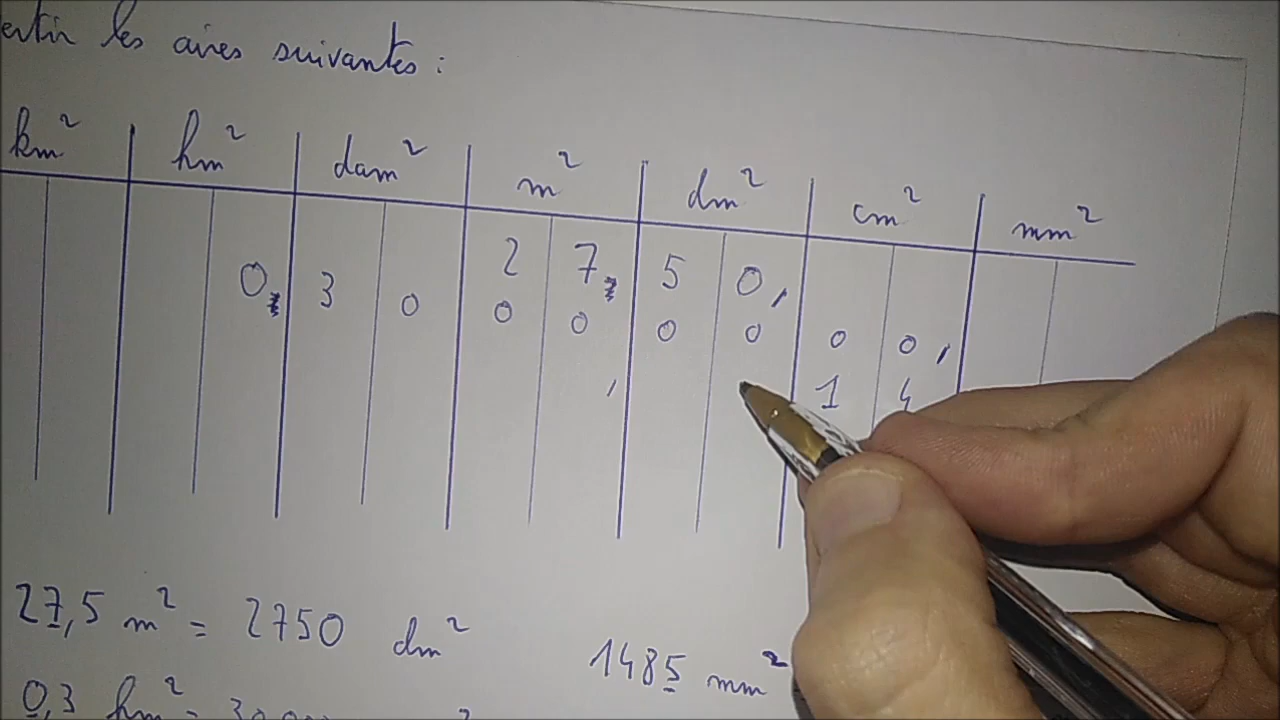 ertir les aires suivantes :
km² hm² dam² m² dm² cm² mm²
2 7, 5 0,
0, 3 0 0 0 0 0 0 0,
, 1 4
27,5 m² = 2750 dm²
1485 mm²
0,3 hm² =